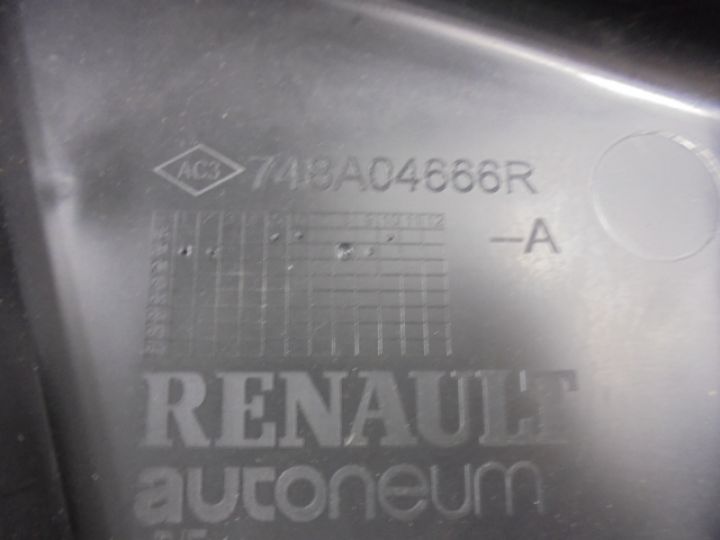 AC3 748A04666R
—A
RENAULT
autoneum